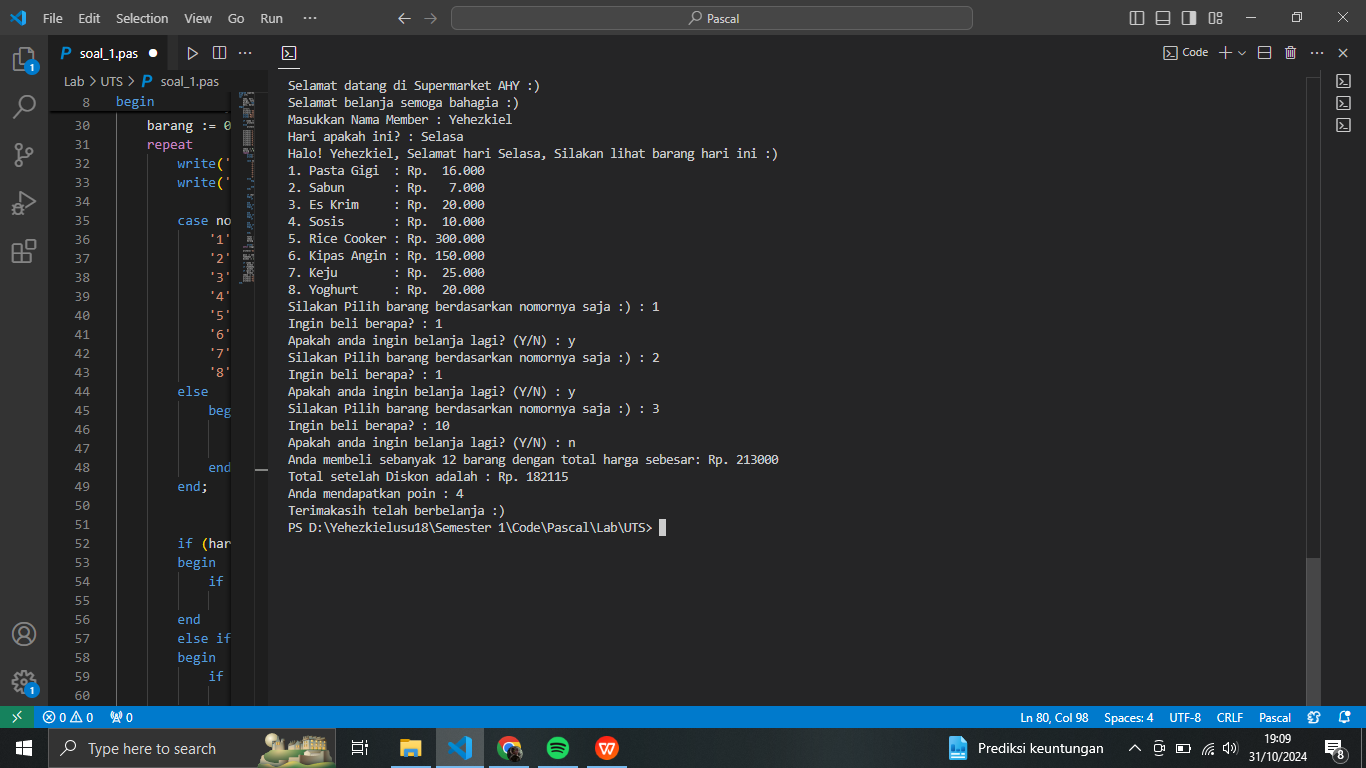 File Edit Selection View Go Run ··· Pascal
P soal_1.pas
Code
Lab > UTS > P soal_1.pas
8 begin
30 barang := 0
31 repeat
32 write('
33 write('
34
35 case no
36 '1'
37 '2'
38 '3'
39 '4'
40 '5'
41 '6'
42 '7'
43 '8'
44 else
45 beg
46
47
48 end
49 end;
50
51
52 if (har
53 begin
54 if
55
56 end
57 else if
58 begin
59 if
60
Selamat datang di Supermarket AHY :)
Selamat belanja semoga bahagia :)
Masukkan Nama Member : Yehezkiel
Hari apakah ini? : Selasa
Halo! Yehezkiel, Selamat hari Selasa, Silakan lihat barang hari ini :)
1. Pasta Gigi : Rp. 16.000
2. Sabun : Rp. 7.000
3. Es Krim : Rp. 20.000
4. Sosis : Rp. 10.000
5. Rice Cooker : Rp. 300.000
6. Kipas Angin : Rp. 150.000
7. Keju : Rp. 25.000
8. Yoghurt : Rp. 20.000
Silakan Pilih barang berdasarkan nomornya saja :) : 1
Ingin beli berapa? : 1
Apakah anda ingin belanja lagi? (Y/N) : y
Silakan Pilih barang berdasarkan nomornya saja :) : 2
Ingin beli berapa? : 1
Apakah anda ingin belanja lagi? (Y/N) : y
Silakan Pilih barang berdasarkan nomornya saja :) : 3
Ingin beli berapa? : 10
Apakah anda ingin belanja lagi? (Y/N) : n
Anda membeli sebanyak 12 barang dengan total harga sebesar: Rp. 213000
Total setelah Diskon adalah : Rp. 182115
Anda mendapatkan poin : 4
Terimakasih telah berbelanja :)
PS D:\Yehezkielusu18\Semester 1\Code\Pascal\Lab\UTS>
1
1
0 0 0 Ln 80, Col 98 Spaces: 4 UTF-8 CRLF Pascal
Type here to search W Prediksi keuntungan 19:09
31/10/2024 8